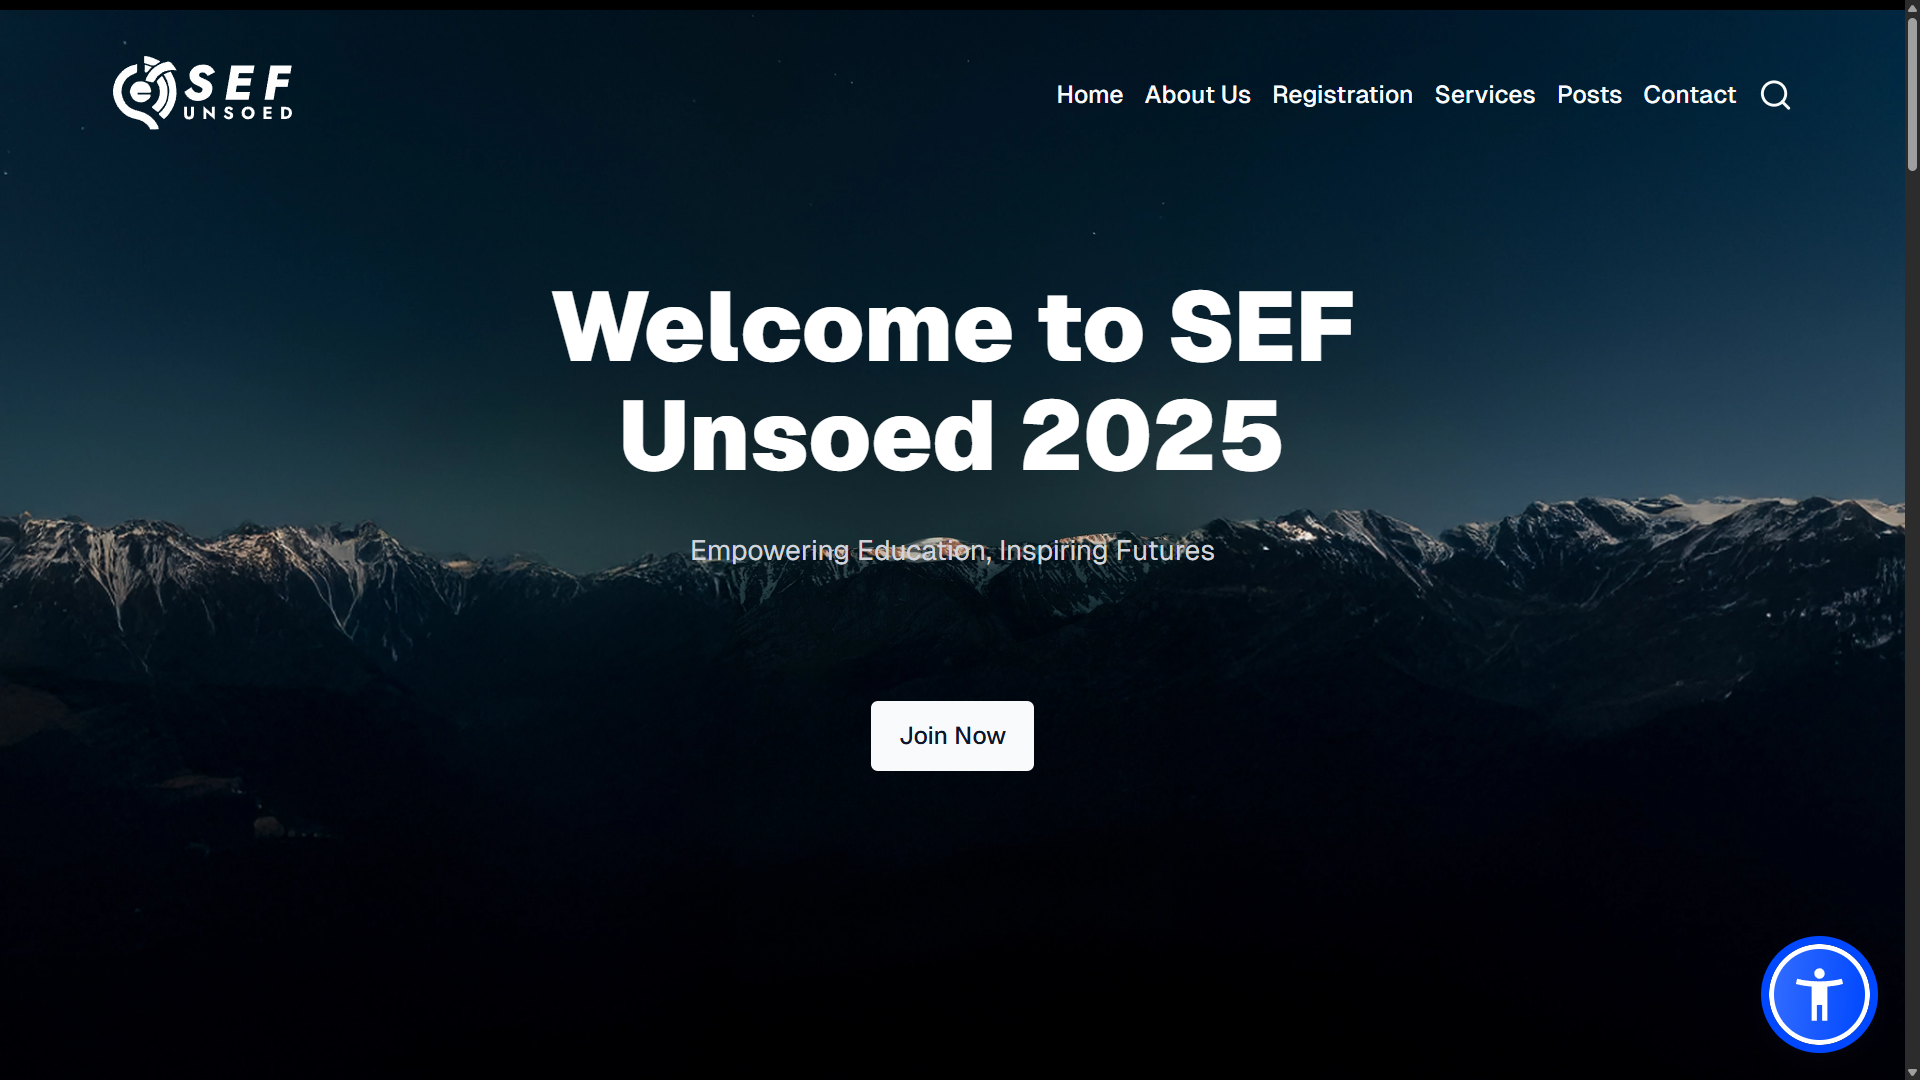 SEF
UNSOED
Home
About Us
Registration
Services
Posts
Contact
Welcome to SEF
Unsoed 2025
Empowering Education, Inspiring Futures
Join Now